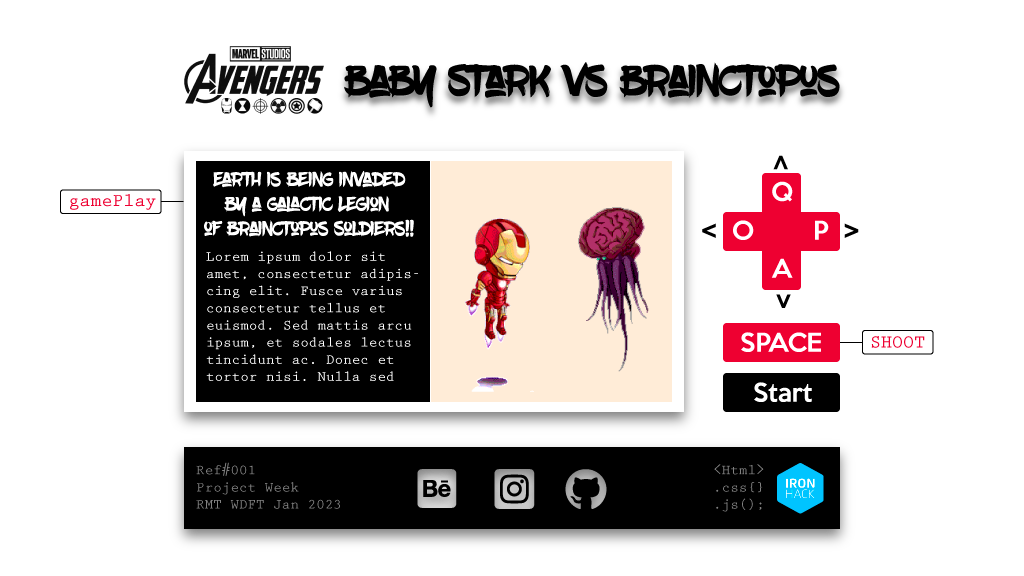 MARVEL STUDIOS
AVENGERS
BABY STARK VS BRAINCTOPUS
gamePlay
EARTH IS BEING INVADED
BY A GALACTIC LEGION
OF BRAINCTOPUS SOLDIERS!!
Lorem ipsum dolor sit
amet, consectetur adipis-
cing elit. Fusce varius
consectetur tellus et
euismod. Sed mattis arcu
ipsum, et sodales lectus
tincidunt ac. Donec et
tortor nisi. Nulla sed
^
Q
< O P >
A
v
SPACE
SHOOT
Start
Ref#001
Project Week
RMT WDFT Jan 2023
Bē
<Html>
.css{}
.js();
IRON
HACK